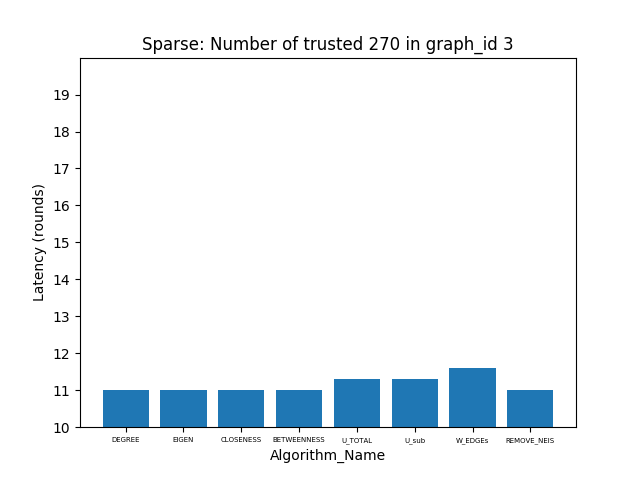 Sparse: Number of trusted 270 in graph_id 3
Latency (rounds)
19
18
17
16
15
14
13
12
11
10
DEGREE EIGEN CLOSENESS BETWEENNESS U_TOTAL U_sub W_EDGEs REMOVE_NEIS
Algorithm_Name